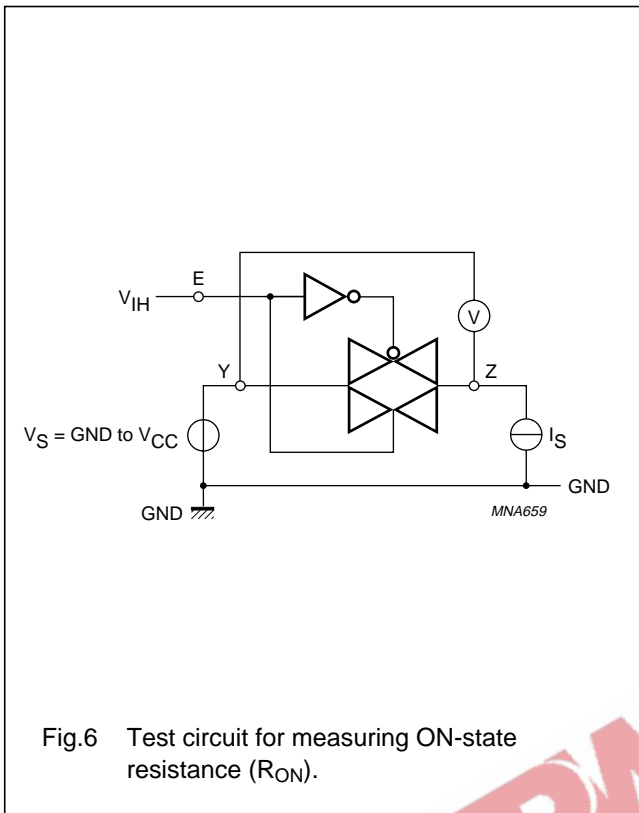 E
V_IH
V
Y
Z
V_S = GND to V_CC
I_S
GND
GND
MNA659
Fig.6 Test circuit for measuring ON-state
resistance (R_ON).